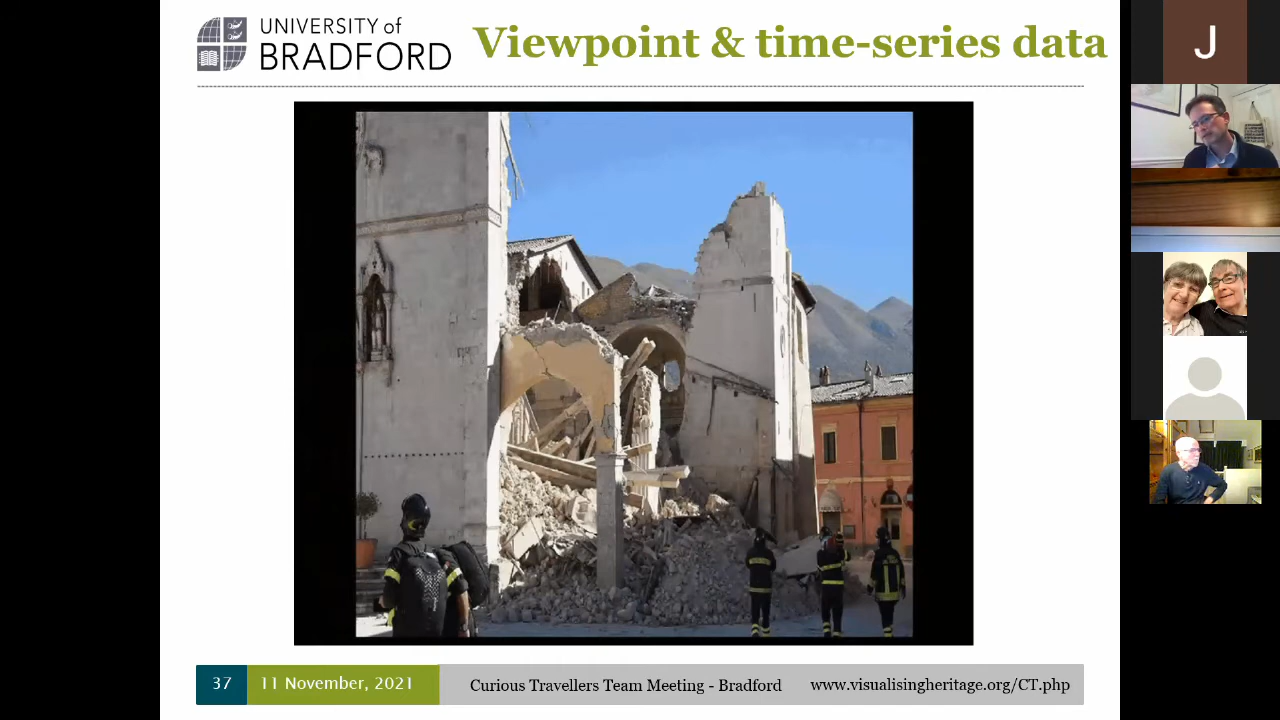 UNIVERSITY of
BRADFORD
Viewpoint & time-series data
J
37
11 November, 2021
Curious Travellers Team Meeting - Bradford
www.visualisingheritage.org/CT.php